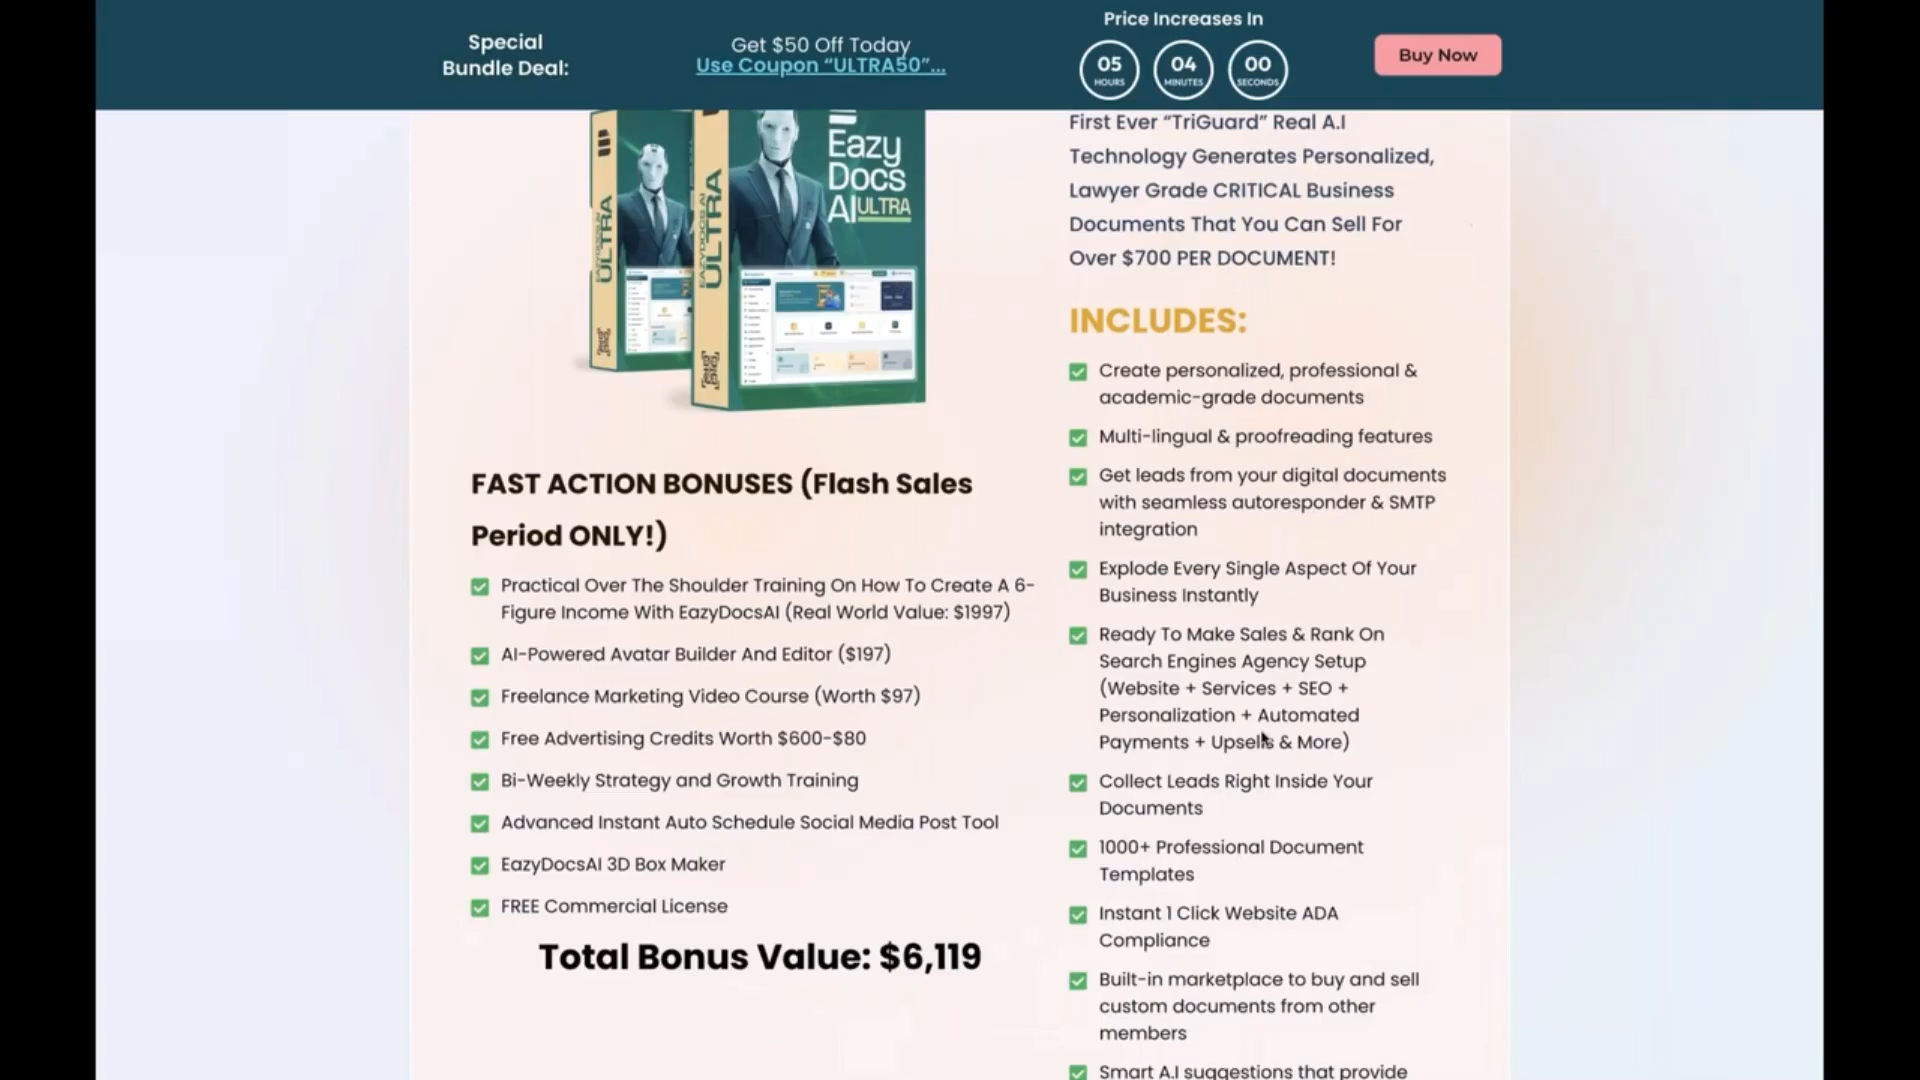 Special
Bundle Deal:
Get $50 Off Today
Use Coupon “ULTRA50”...
Price Increases In
05
HOURS
04
MINUTES
00
SECONDS
Buy Now
Eazy
Docs
AI ULTRA
EAZYDOCS AI
ULTRA
EAZYDOCS AI
ULTRA
FAST ACTION BONUSES (Flash Sales
Period ONLY!)
Practical Over The Shoulder Training On How To Create A 6-
Figure Income With EazyDocsAI (Real World Value: $1997)
AI-Powered Avatar Builder And Editor ($197)
Freelance Marketing Video Course (Worth $97)
Free Advertising Credits Worth $600-$80
Bi-Weekly Strategy and Growth Training
Advanced Instant Auto Schedule Social Media Post Tool
EazyDocsAI 3D Box Maker
FREE Commercial License
Total Bonus Value: $6,119
First Ever “TriGuard” Real A.I
Technology Generates Personalized,
Lawyer Grade CRITICAL Business
Documents That You Can Sell For
Over $700 PER DOCUMENT!
INCLUDES:
Create personalized, professional &
academic-grade documents
Multi-lingual & proofreading features
Get leads from your digital documents
with seamless autoresponder & SMTP
integration
Explode Every Single Aspect Of Your
Business Instantly
Ready To Make Sales & Rank On
Search Engines Agency Setup
(Website + Services + SEO +
Personalization + Automated
Payments + Upsells & More)
Collect Leads Right Inside Your
Documents
1000+ Professional Document
Templates
Instant 1 Click Website ADA
Compliance
Built-in marketplace to buy and sell
custom documents from other
members
Smart A.I suggestions that provide